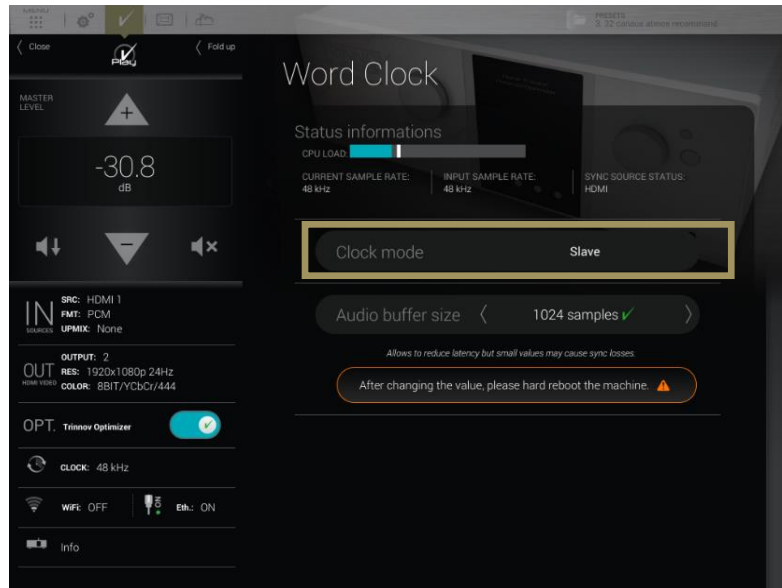 MENU
PRESETS
Close
Play
Fold up
MASTER
LEVEL
-30.8
dB
IN
SOURCES
SRC: HDMI 1
FMT: PCM
UPMIX: None
OUT
HDMI VIDEO
OUTPUT: 2
RES: 1920x1080p 24Hz
COLOR: 8BIT/YCbCr/444
OPT. Trinnov Optimizer
CLOCK: 48 kHz
WiFi: OFF
ON
Eth.: ON
Info
Word Clock
Status informations
CPU LOAD:
CURRENT SAMPLE RATE:
48 kHz
INPUT SAMPLE RATE:
48 kHz
SYNC SOURCE STATUS:
HDMI
Clock mode Slave
Audio buffer size 1024 samples
Allows to reduce latency but small values may cause sync losses.
After changing the value, please hard reboot the machine.